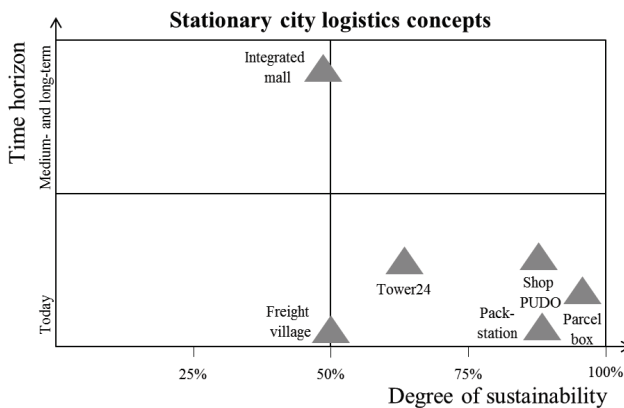 Stationary city logistics concepts
Time horizon
Medium- and long-term
Today
Integrated
mall
Tower24
Shop
PUDO
Freight
village
Pack-
station
Parcel
box
25%
50%
75%
100%
Degree of sustainability